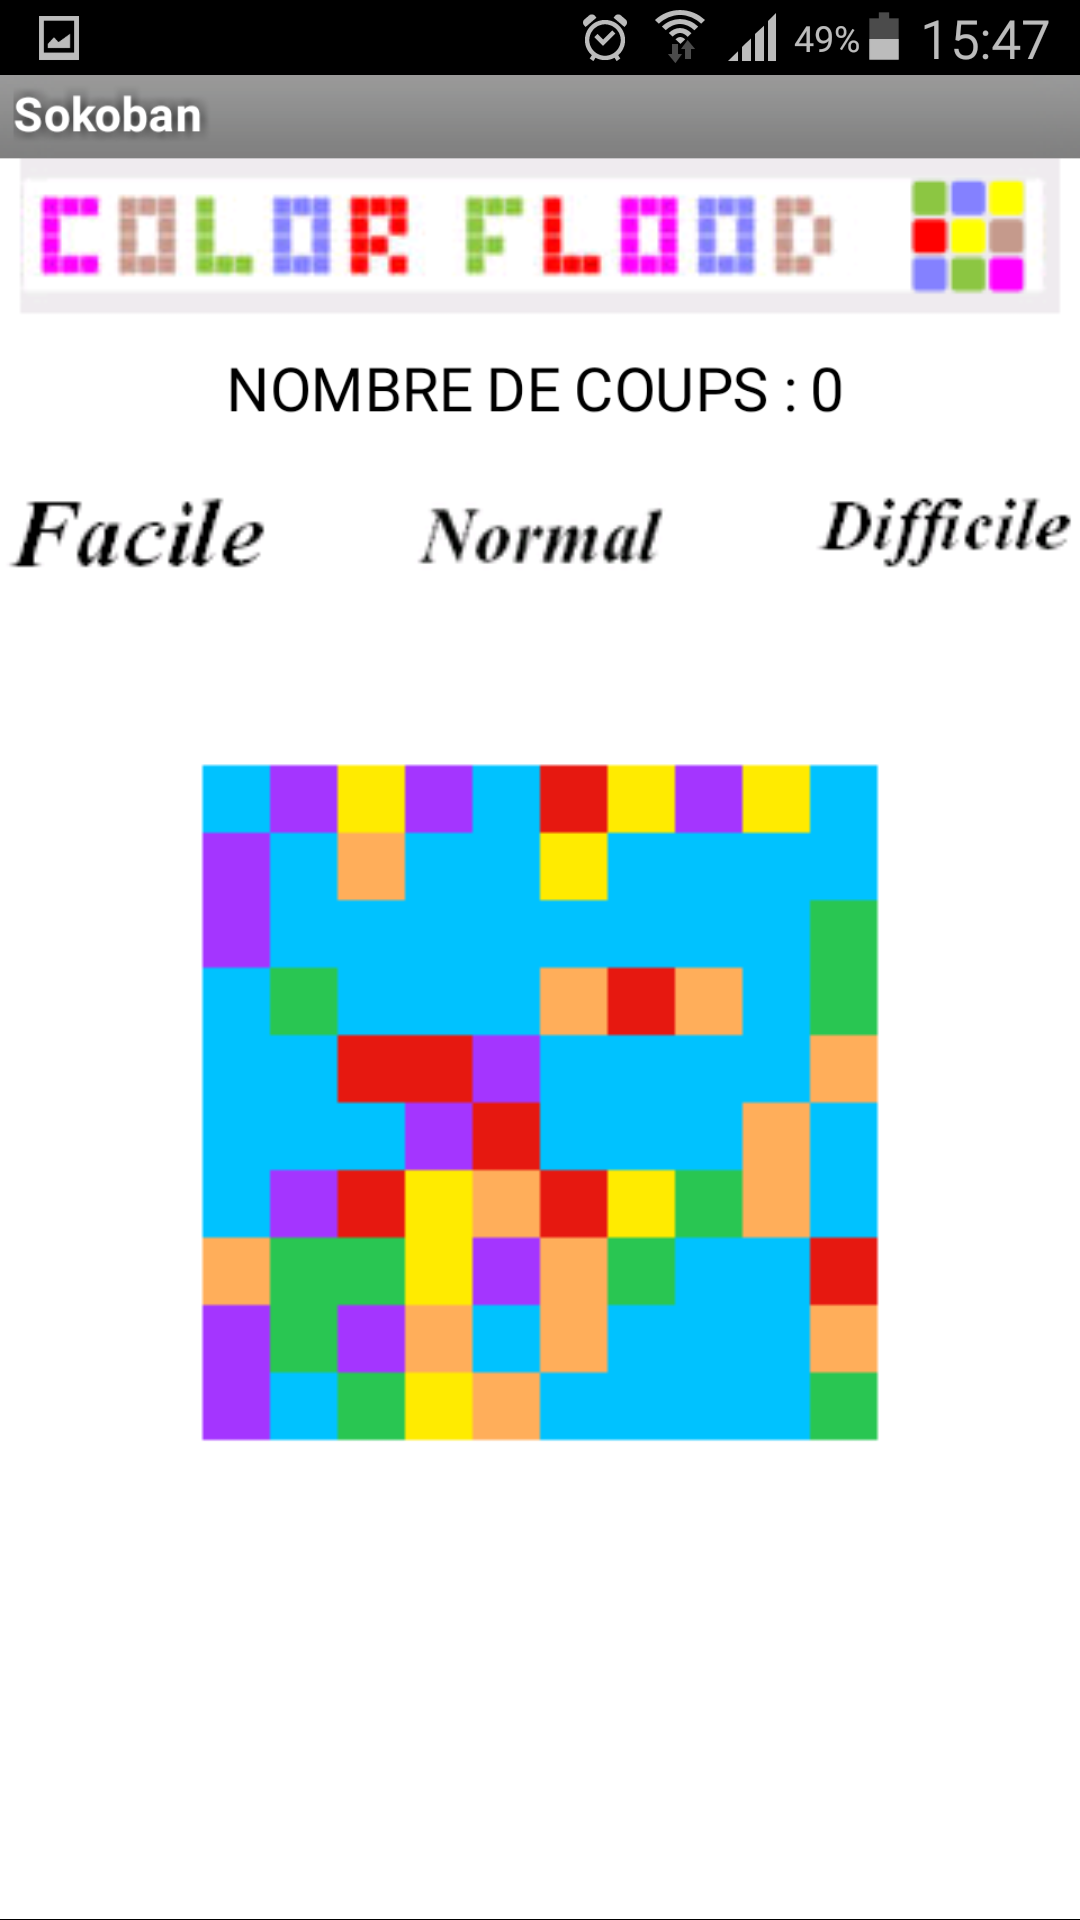 49% 15:47
Sokoban
COLOR FLOOD
NOMBRE DE COUPS : 0
Facile Normal Difficile